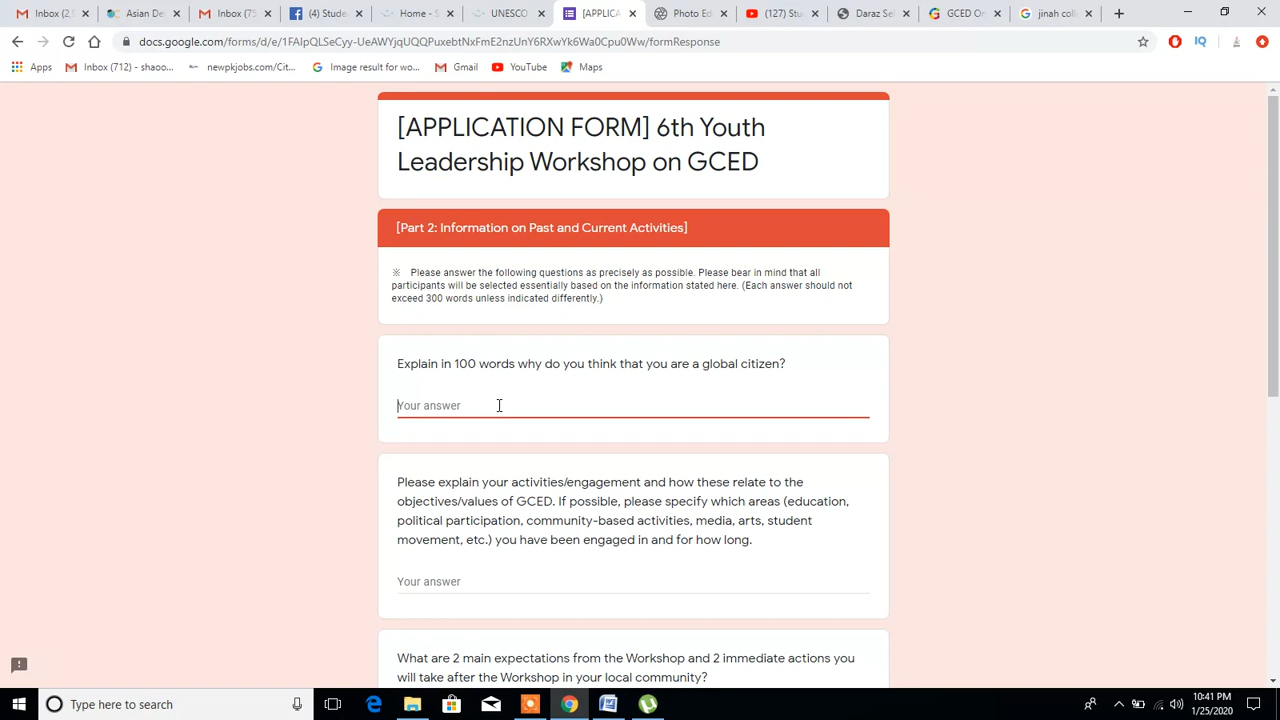 Inbox (2,5
Asian De
Inbox (75
(4) Stude
Home - S
UNESCO
[APPLICA
Photo Ed
(127) Stu
Daraz Sel
GCED On
jinah coll
docs.google.com/forms/d/e/1FAIpQLSeCyy-UeAWYjqUQQPuxebtNxFmE2nzUnY6RXwYk6Wa0Cpu0Ww/formResponse
Apps
Inbox (712) - shaoo...
newpkjobs.com/Cit...
Image result for wo...
Gmail
YouTube
Maps
[APPLICATION FORM] 6th Youth
Leadership Workshop on GCED
[Part 2: Information on Past and Current Activities]
※ Please answer the following questions as precisely as possible. Please bear in mind that all
participants will be selected essentially based on the information stated here. (Each answer should not
exceed 300 words unless indicated differently.)
Explain in 100 words why do you think that you are a global citizen?
Your answer
Please explain your activities/engagement and how these relate to the
objectives/values of GCED. If possible, please specify which areas (education,
political participation, community-based activities, media, arts, student
movement, etc.) you have been engaged in and for how long.
Your answer
What are 2 main expectations from the Workshop and 2 immediate actions you
will take after the Workshop in your local community?
Type here to search
10:41 PM
1/25/2020